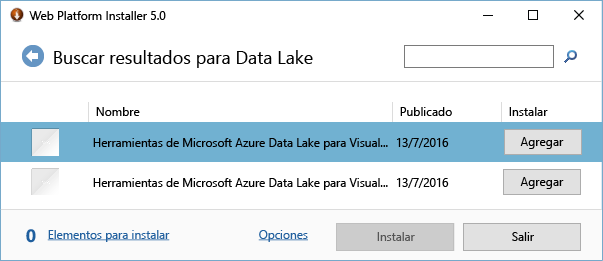 Web Platform Installer 5.0
Buscar resultados para Data Lake
Nombre Publicado Instalar
Herramientas de Microsoft Azure Data Lake para Visual... 13/7/2016 Agregar
Herramientas de Microsoft Azure Data Lake para Visual... 13/7/2016 Agregar
0 Elementos para instalar Opciones Instalar Salir